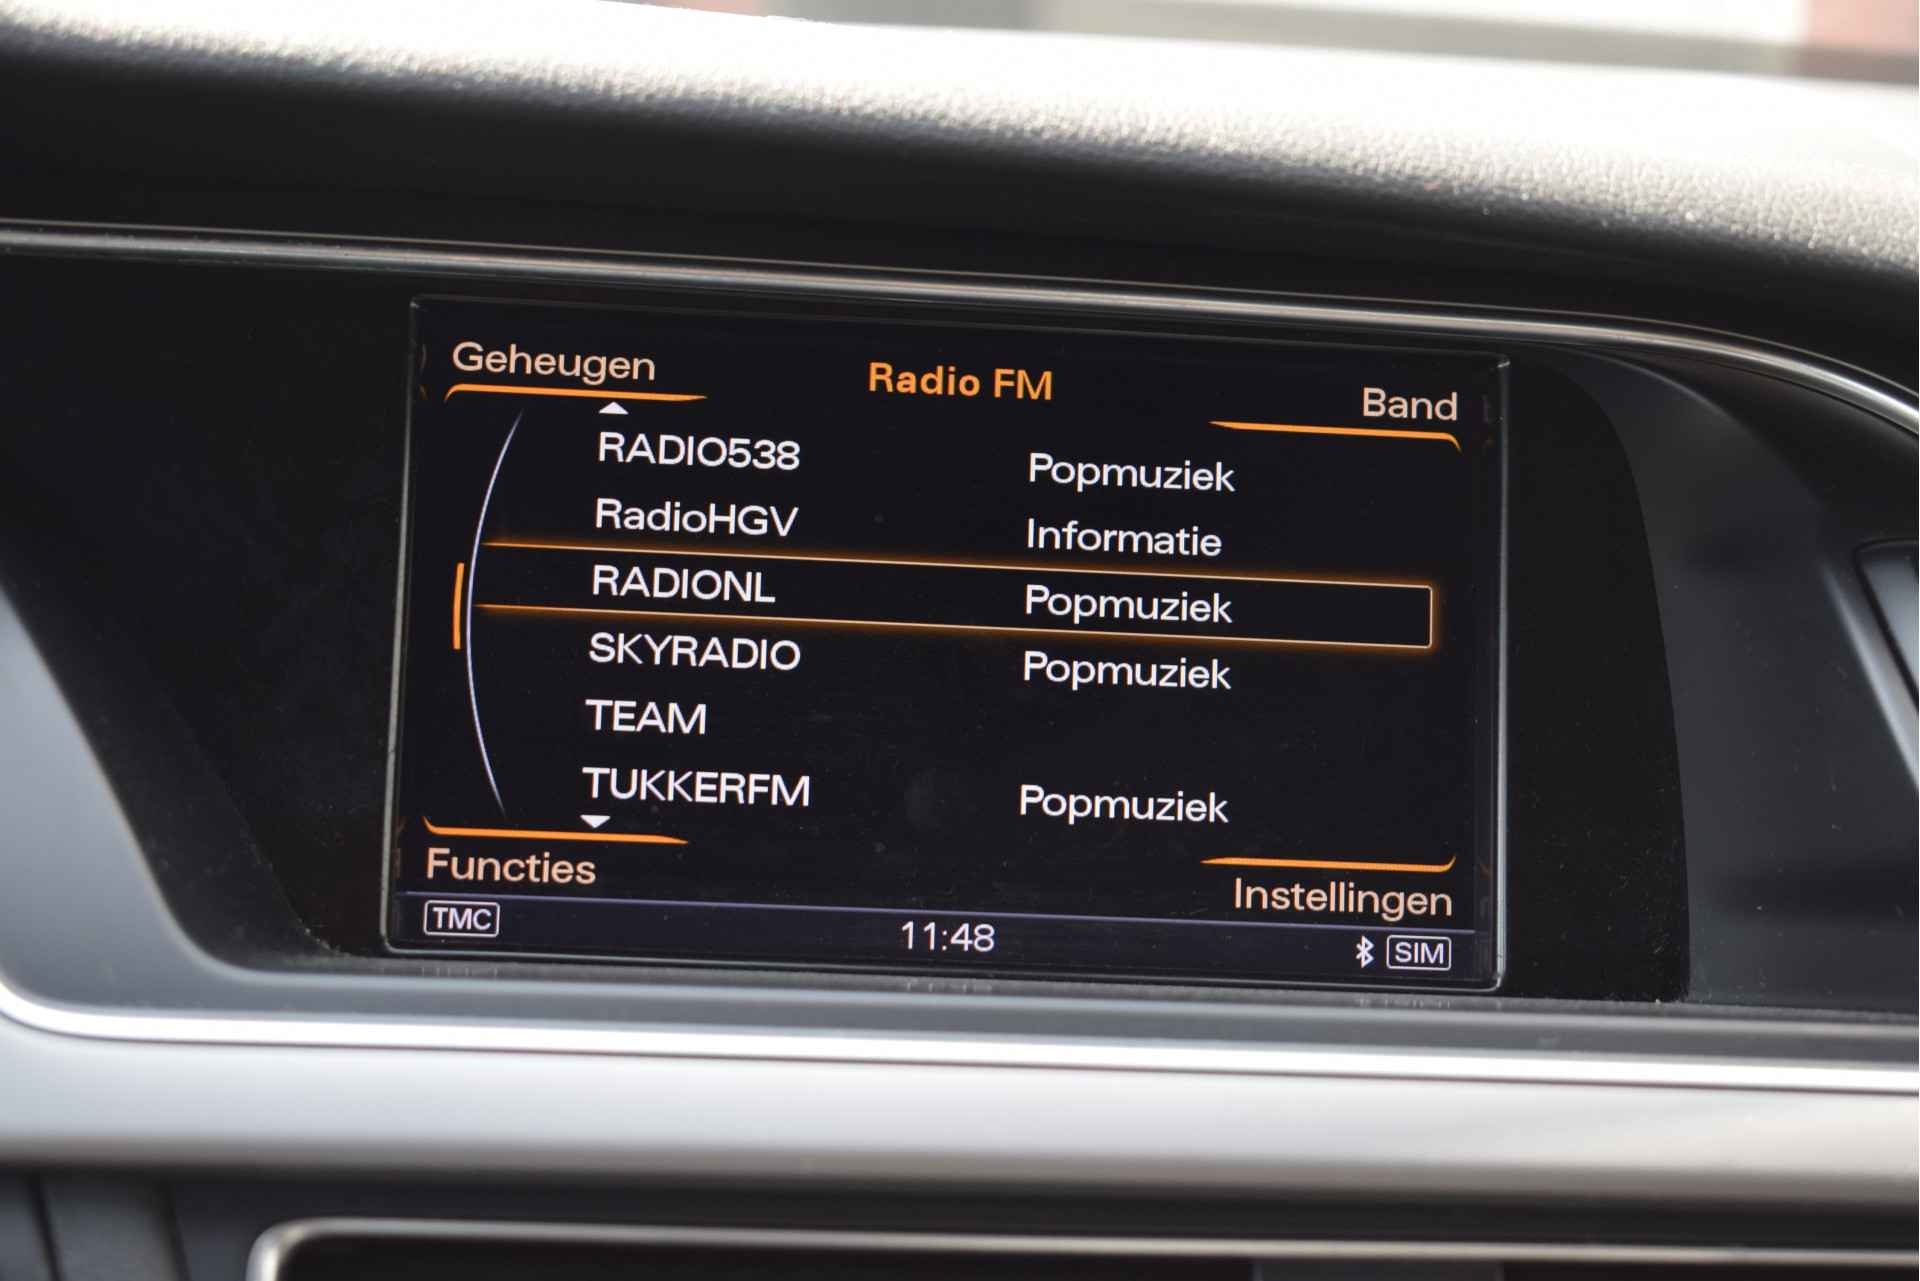 Geheugen Radio FM Band
RADIO538 Popmuziek
RadioHGV Informatie
RADIONL Popmuziek
SKYRADIO Popmuziek
TEAM
TUKKERFM Popmuziek
Functies Instellingen
TMC 11:48 SIM